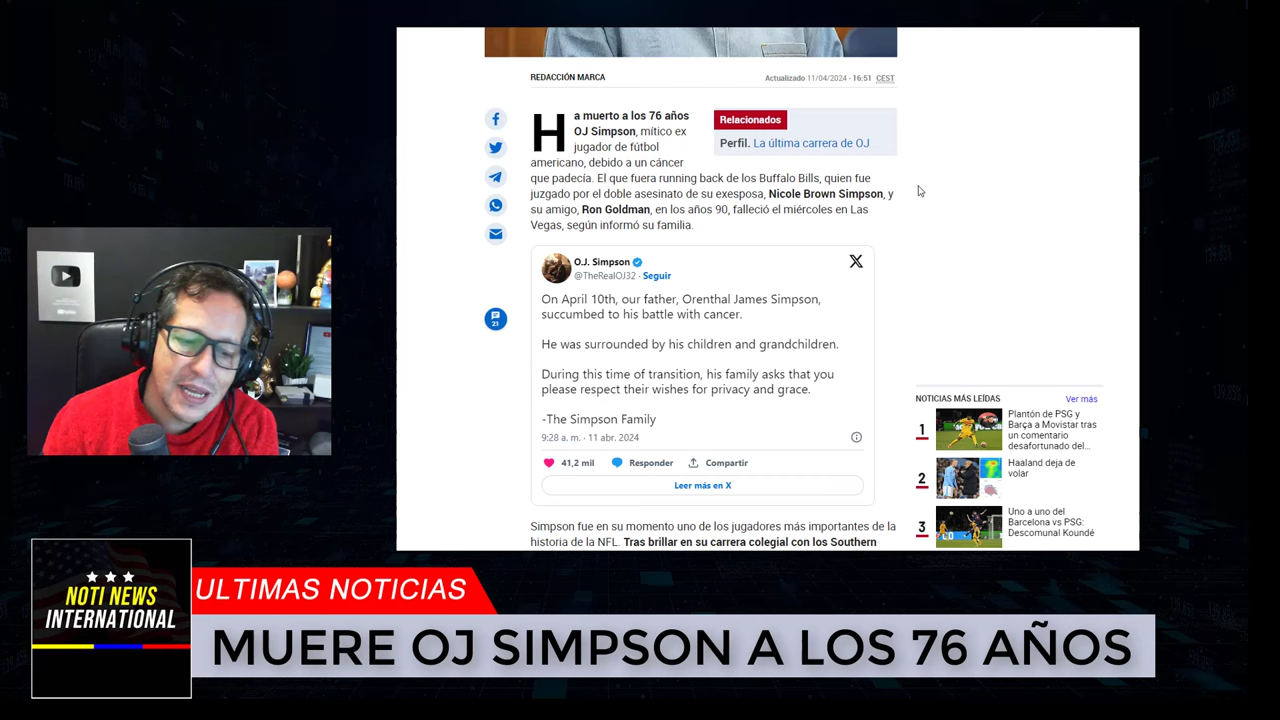 REDACCIÓN MARCA
Actualizado 11/04/2024 - 16:51 CEST
Ha muerto a los 76 años
OJ Simpson, mítico ex
jugador de fútbol
americano, debido a un cáncer
que padecía. El que fuera running back de los Buffalo Bills, quien fue
juzgado por el doble asesinato de su exesposa, Nicole Brown Simpson, y
su amigo, Ron Goldman, en los años 90, falleció el miércoles en Las
Vegas, según informó su familia.
Relacionados
Perfil. La última carrera de OJ
O.J. Simpson
@TheRealOJ32 · Seguir
X
On April 10th, our father, Orenthal James Simpson,
succumbed to his battle with cancer.
He was surrounded by his children and grandchildren.
During this time of transition, his family asks that you
please respect their wishes for privacy and grace.
-The Simpson Family
9:28 a. m. · 11 abr. 2024
41,2 mil
Responder
Compartir
Leer más en X
21
Simpson fue en su momento uno de los jugadores más importantes de la
historia de la NFL. Tras brillar en su carrera colegial con los Southern
NOTICIAS MÁS LEÍDAS
Ver más
1
Plantón de PSG y
Barça a Movistar tras
un comentario
desafortunado del...
2
Haaland deja de
volar
3
Uno a uno del
Barcelona vs PSG:
Descomunal Koundé
NOTI NEWS
INTERNATIONAL
ULTIMAS NOTICIAS
MUERE OJ SIMPSON A LOS 76 AÑOS